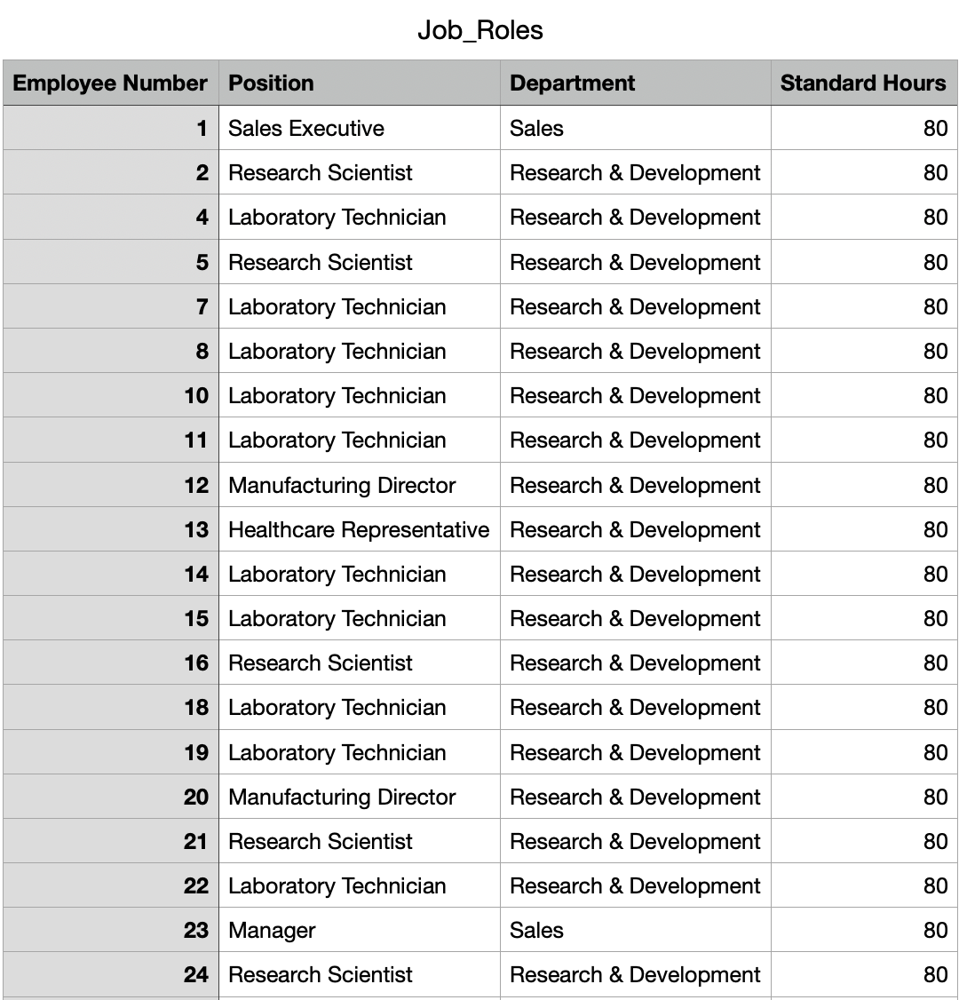 Job_Roles
Employee Number Position Department Standard Hours
1 Sales Executive Sales 80
2 Research Scientist Research & Development 80
4 Laboratory Technician Research & Development 80
5 Research Scientist Research & Development 80
7 Laboratory Technician Research & Development 80
8 Laboratory Technician Research & Development 80
10 Laboratory Technician Research & Development 80
11 Laboratory Technician Research & Development 80
12 Manufacturing Director Research & Development 80
13 Healthcare Representative Research & Development 80
14 Laboratory Technician Research & Development 80
15 Laboratory Technician Research & Development 80
16 Research Scientist Research & Development 80
18 Laboratory Technician Research & Development 80
19 Laboratory Technician Research & Development 80
20 Manufacturing Director Research & Development 80
21 Research Scientist Research & Development 80
22 Laboratory Technician Research & Development 80
23 Manager Sales 80
24 Research Scientist Research & Development 80